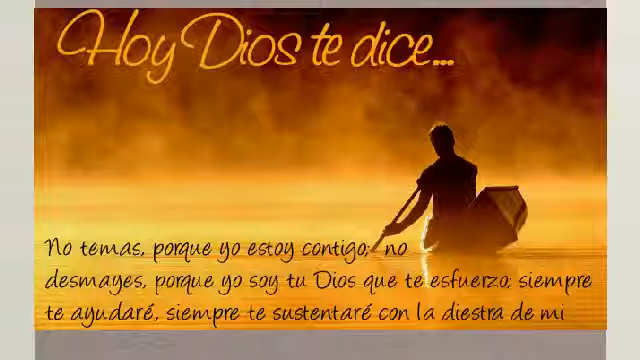 Hoy Dios te dice...
No temas, porque yo estoy contigo; no
desmayes, porque yo soy tu Dios que te esfuerzo; siempre
te ayudaré, siempre te sustentaré con la diestra de mi